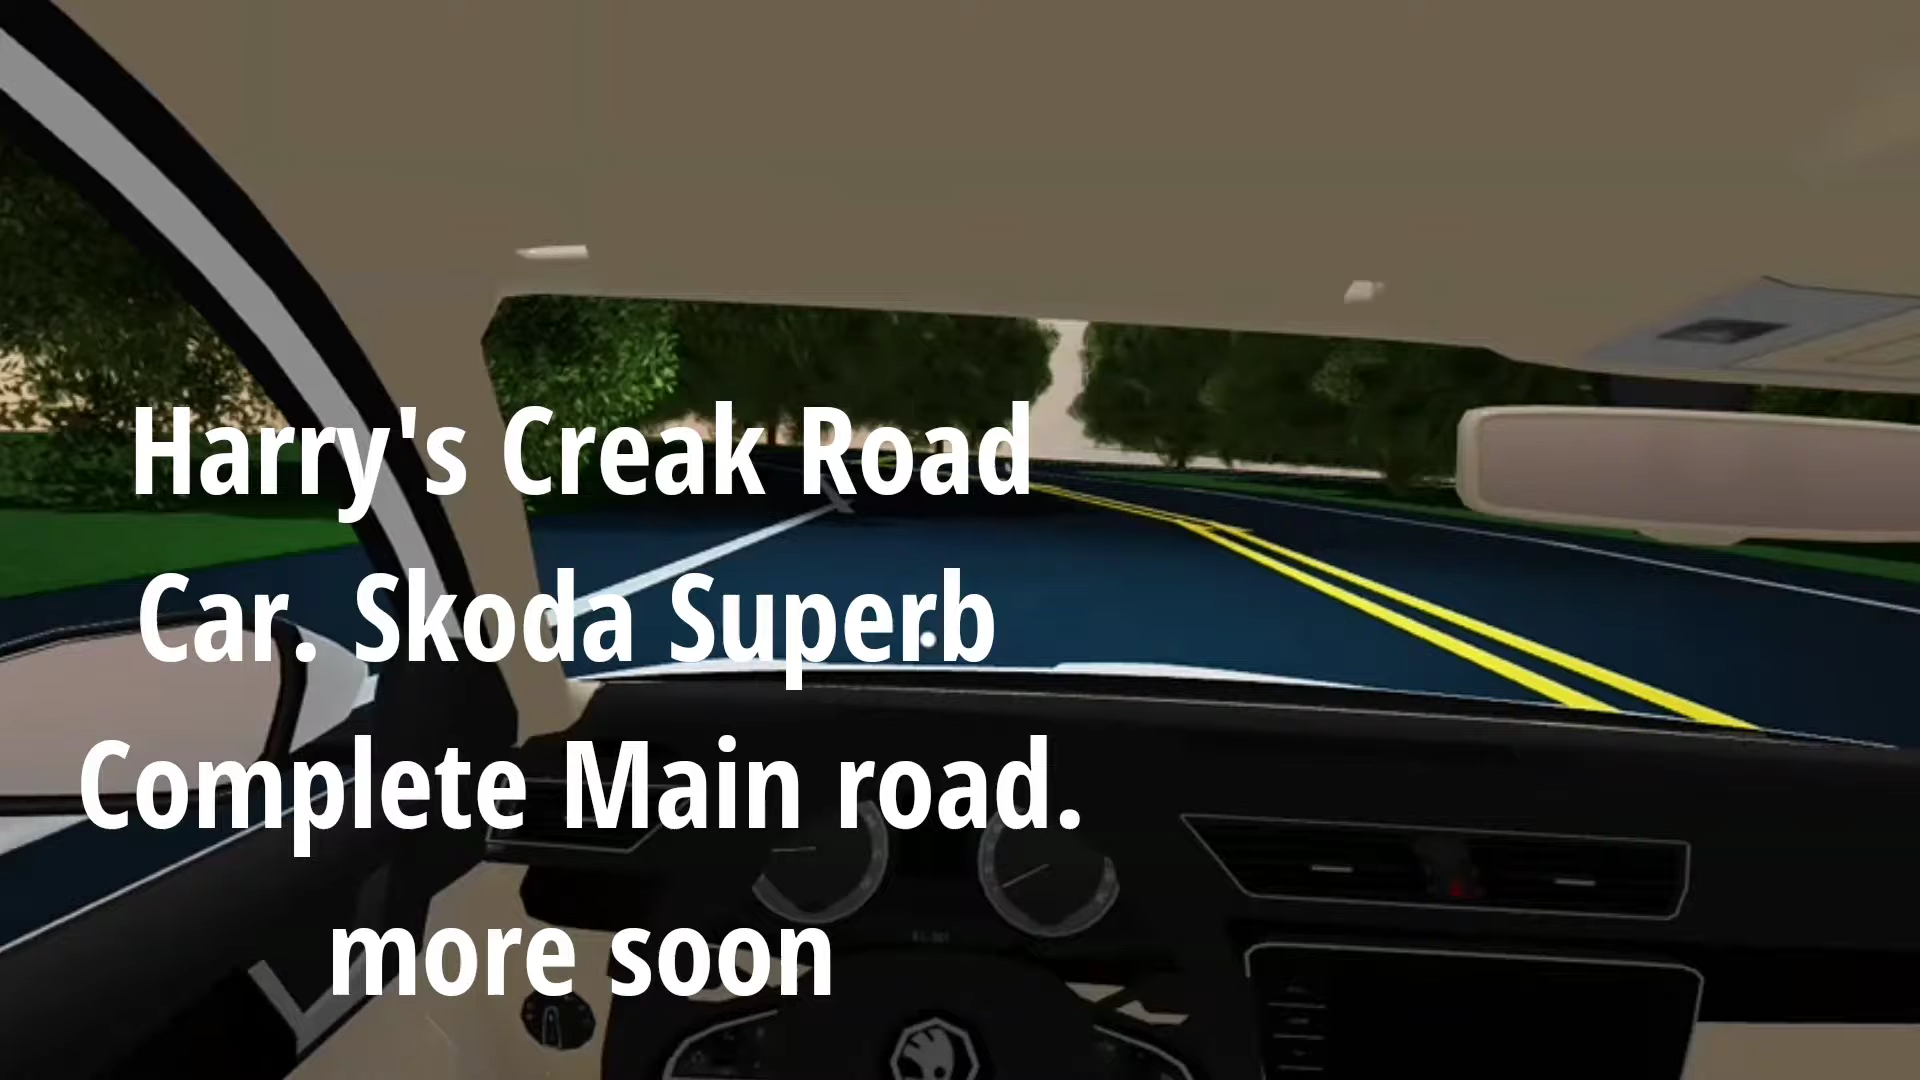 Harry's Creak Road
Car. Skoda Superb
Complete Main road.
more soon